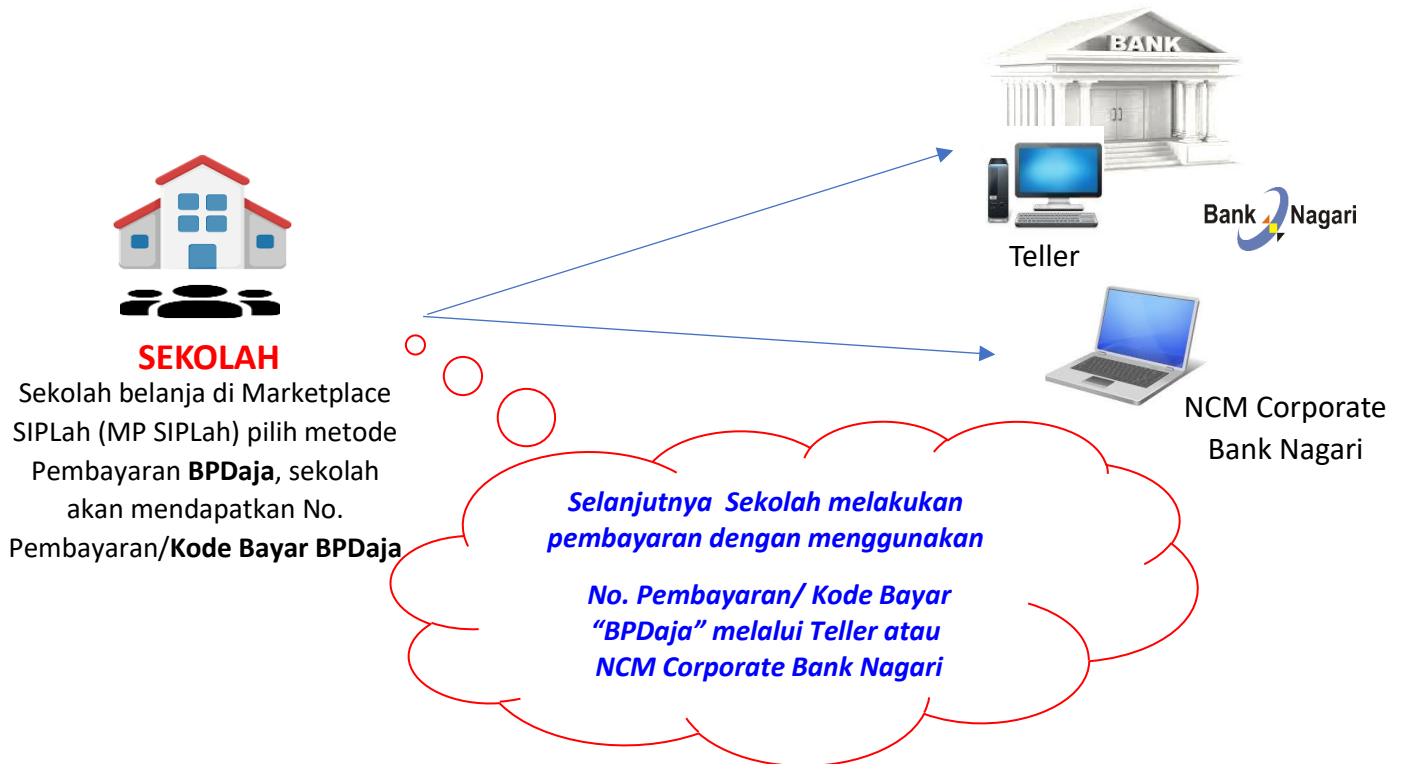 BANK
Bank Nagari
Teller
SEKOLAH
Sekolah belanja di Marketplace
SIPLah (MP SIPLah) pilih metode
Pembayaran BPDaja, sekolah
akan mendapatkan No.
Pembayaran/Kode Bayar BPDaja
NCM Corporate
Bank Nagari
Selanjutnya Sekolah melakukan
pembayaran dengan menggunakan
No. Pembayaran/ Kode Bayar
“BPDaja” melalui Teller atau
NCM Corporate Bank Nagari